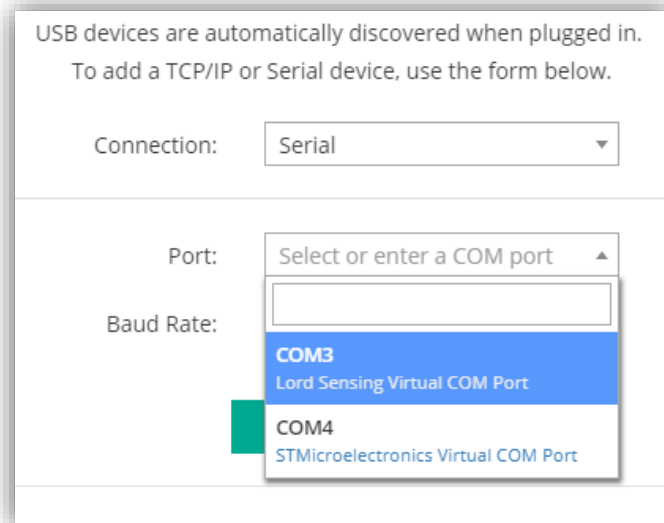 USB devices are automatically discovered when plugged in.
To add a TCP/IP or Serial device, use the form below.
Connection: Serial
Port: Select or enter a COM port
Baud Rate:
COM3
Lord Sensing Virtual COM Port
COM4
STMicroelectronics Virtual COM Port